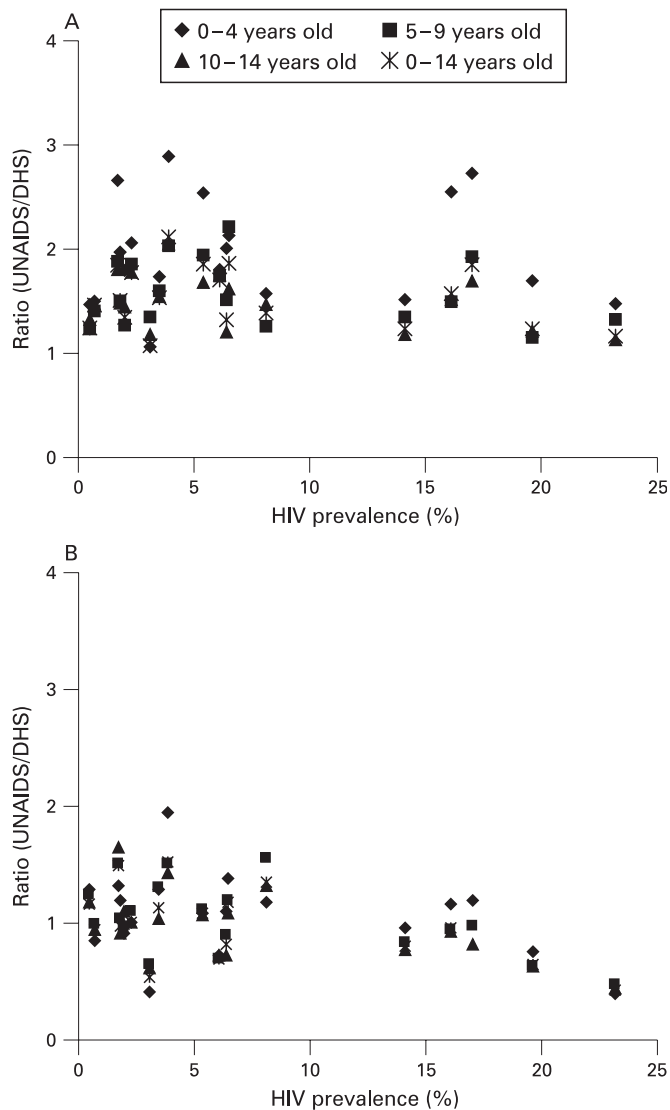 A
◆ 0–4 years old ■ 5–9 years old
▲ 10–14 years old ✳ 0–14 years old
4
3
2
1
0
Ratio (UNAIDS/DHS)
0 5 10 15 20 25
HIV prevalence (%)
B
4
3
2
1
0
Ratio (UNAIDS/DHS)
0 5 10 15 20 25
HIV prevalence (%)